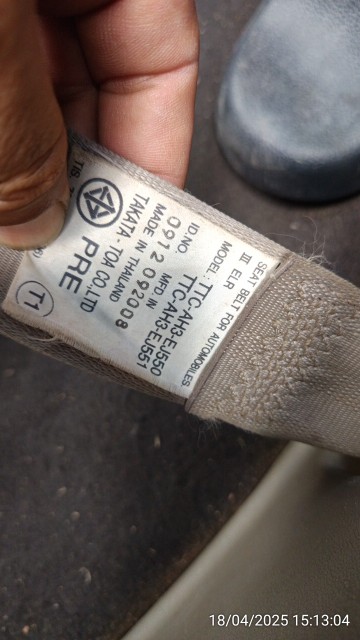 SEAT BELT FOR AUTOMOBILES.
III ELR
MODEL. TTC-AH3-EJ550
TTC-AH3-EJ551
MFD.IN
ID.NO. 0912 092008
MADE IN THAILAND
TAKATA - TOA CO.,LTD
PRE
TIS
T1
18/04/2025 15:13:04